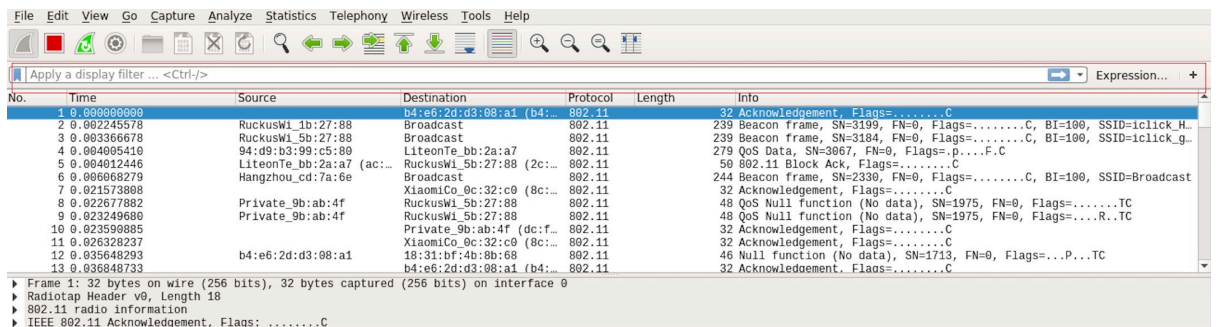 File Edit View Go Capture Analyze Statistics Telephony Wireless Tools Help
Apply a display filter ... <Ctrl-/> Expression... +
No. Time Source Destination Protocol Length Info
1 0.000000000 b4:e6:2d:d3:08:a1 (b4:… 802.11 32 Acknowledgement, Flags=........C
2 0.002245578 RuckusWi_1b:27:88 Broadcast 802.11 239 Beacon frame, SN=3199, FN=0, Flags=........C, BI=100, SSID=iclick_H…
3 0.003366678 RuckusWi_5b:27:88 Broadcast 802.11 239 Beacon frame, SN=3184, FN=0, Flags=........C, BI=100, SSID=iclick_g…
4 0.004005410 94:d9:b3:99:c5:80 LiteonTe_bb:2a:a7 802.11 279 QoS Data, SN=3067, FN=0, Flags=.p....F.C
5 0.004012446 LiteonTe_bb:2a:a7 (ac:… RuckusWi_5b:27:88 (2c:… 802.11 50 802.11 Block Ack, Flags=........C
6 0.006068279 Hangzhou_cd:7a:6e Broadcast 802.11 244 Beacon frame, SN=2330, FN=0, Flags=........C, BI=100, SSID=Broadcast
7 0.021573808 XiaomiCo_0c:32:c0 (8c:… 802.11 32 Acknowledgement, Flags=........C
8 0.022677882 Private_9b:ab:4f RuckusWi_5b:27:88 802.11 48 QoS Null function (No data), SN=1975, FN=0, Flags=.......TC
9 0.023249680 Private_9b:ab:4f RuckusWi_5b:27:88 802.11 48 QoS Null function (No data), SN=1975, FN=0, Flags=....R..TC
10 0.023590885 Private_9b:ab:4f (dc:f… 802.11 32 Acknowledgement, Flags=........C
11 0.026328237 XiaomiCo_0c:32:c0 (8c:… 802.11 32 Acknowledgement, Flags=........C
12 0.035648293 b4:e6:2d:d3:08:a1 18:31:bf:4b:8b:68 802.11 46 Null function (No data), SN=1713, FN=0, Flags=...P...TC
13 0.036848733 b4:e6:2d:d3:08:a1 (b4:… 802.11 32 Acknowledgement, Flags=........C
Frame 1: 32 bytes on wire (256 bits), 32 bytes captured (256 bits) on interface 0
Radiotap Header v0, Length 18
802.11 radio information
IEEE 802.11 Acknowledgement, Flags: ........C